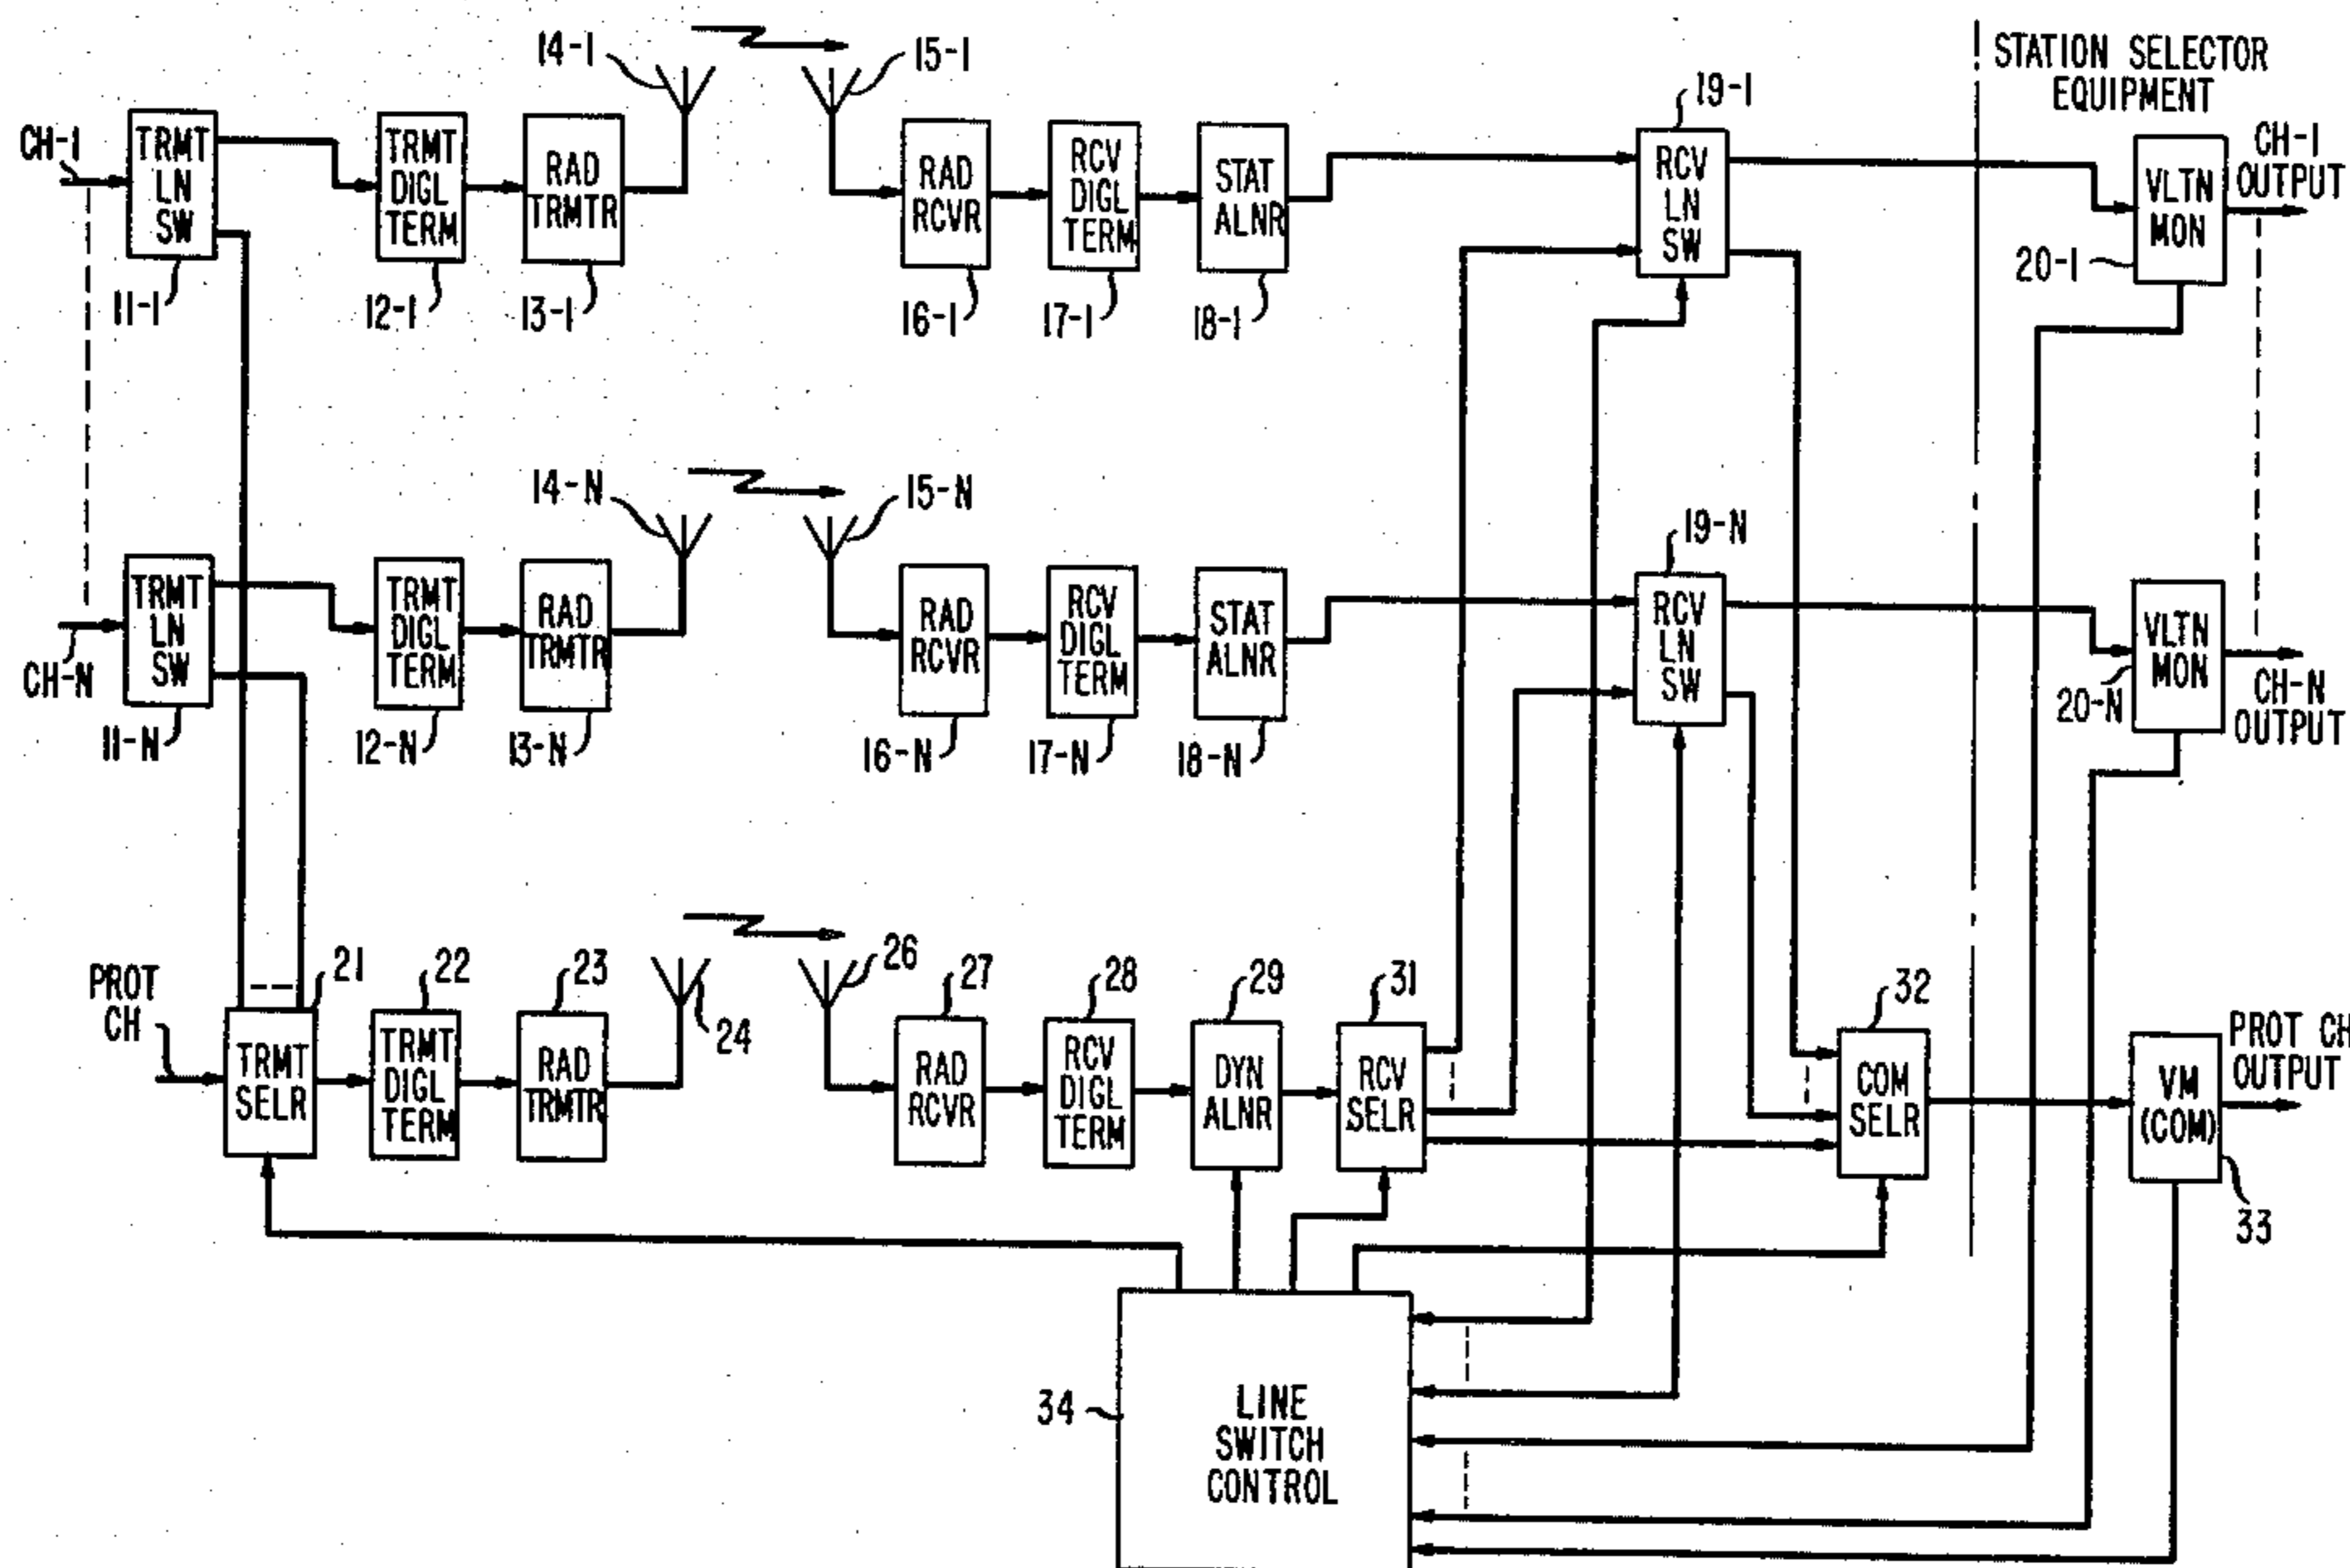 STATION SELECTOR
EQUIPMENT
14-1
15-1
19-1
CH-1
TRMT
LN
SW
TRMT
DIGL
TERM
RAD
TRMTR
RAD
RCVR
RCV
DIGL
TERM
STAT
ALNR
RCV
LN
SW
VLTN
MON
CH-1
OUTPUT
11-1
12-1
13-1
16-1
17-1
18-1
20-1
14-N
15-N
19-N
CH-N
TRMT
LN
SW
TRMT
DIGL
TERM
RAD
TRMTR
RAD
RCVR
RCV
DIGL
TERM
STAT
ALNR
RCV
LN
SW
VLTN
MON
CH-N
OUTPUT
11-N
12-N
13-N
16-N
17-N
18-N
20-N
PROT
CH
21
22
23
24
26
27
28
29
31
32
TRMT
SELR
TRMT
DIGL
TERM
RAD
TRMTR
RAD
RCVR
RCV
DIGL
TERM
DYN
ALNR
RCV
SELR
COM
SELR
VM
(COM)
PROT CH
OUTPUT
33
34
LINE
SWITCH
CONTROL